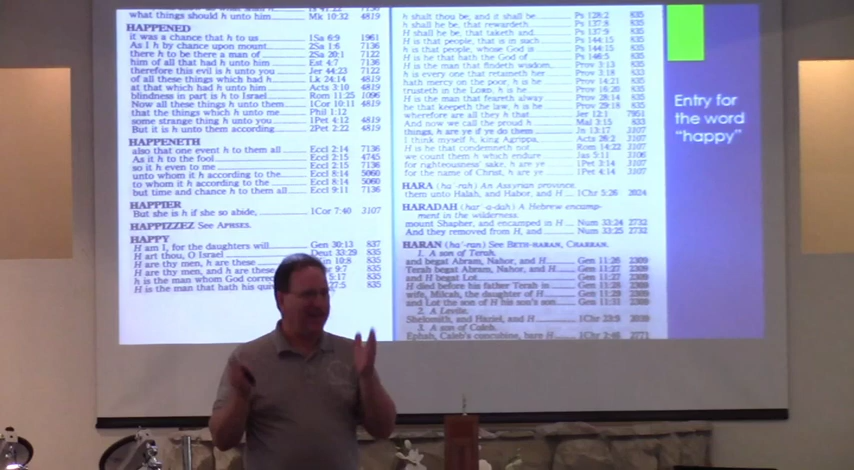 what things should h unto him Mk 10:32 4819
HAPPENED
it was a chance that h to us 1Sa 6:9 1961
As I h by chance upon mount 2Sa 1:6 7136
there h to be there a man of 2Sa 20:1 7122
him of all that had h unto him Est 4:7 7136
therefore this evil is h unto you Jer 44:23 7122
of all these things which had h Lk 24:14 4819
at that which had h unto him Acts 3:10 4819
blindness in part is h to Israel Rom 11:25 1096
Now all these things h unto them 1Cor 10:11 4819
that the things which h unto me Phil 1:12
some strange thing h unto you 1Pet 4:12 4819
But it is h unto them according 2Pet 2:22 4819
HAPPENETH
also that one event h to them all Eccl 2:14 7136
As it h to the fool Eccl 2:15 4745
so it h even to me Eccl 2:15 7136
unto whom it h according to the Eccl 8:14 5060
to whom it h according to the Eccl 8:14 5060
but time and chance h to them all Eccl 9:11 7136
HAPPIER
But she is h if she so abide, 1Cor 7:40 3107
HAPPIZZEZ See APHSES.
HAPPY
H am I, for the daughters will Gen 30:13 837
H art thou, O Israel Deut 33:29 835
H are thy men, h are these 10:8 835
H are thy men, and h are these 9:7 835
h is the man whom God 835
H is the man that hath his 835
h shalt thou be, and it shall be Ps 128:2 835
h shall he be, that rewardeth Ps 137:8 835
H shall he be, that taketh and Ps 137:9 835
H is that people, that is in such Ps 144:15 835
h is that people, whose God is Ps 144:15 835
H is he that hath the God of Ps 146:5 835
H is the man that findeth wisdom, Prov 3:13 835
h is every one that retaineth her Prov 3:18 833
hath mercy on the poor, h is he Prov 14:21 835
trusteth in the LORD, h is he Prov 16:20 835
H is the man that feareth alway Prov 28:14 835
he that keepeth the law, h is he Prov 29:18 835
wherefore are all they h that Jer 12:1 7951
And now we call the proud h Mal 3:15 833
things, h are ye if ye do them Jn 13:17 3107
I think myself h, king Agrippa, Acts 26:2 3107
H is he that condemneth not Rom 14:22 3107
we count them h which endure Jas 5:11 3106
for righteousness' sake, h are ye 1Pet 3:14 3107
for the name of Christ, h are ye 1Pet 4:14 3107
HARA (ha'-rah) An Assyrian province.
them unto Halah, and Habor, and H 1Chr 5:26 2024
HARADAH (har'-a-dah) A Hebrew encamp-
ment in the wilderness.
mount Shapher, and encamped in H Num 33:24 2732
And they removed from H, and Num 33:25 2732
HARAN (ha'-ran) See BETH-HARAN, CHARRAN.
1. A son of Terah.
and begat Abram, Nahor, and H Gen 11:26 2309
Terah begat Abram, Nahor, and H Gen 11:27 2309
and H begat Lot Gen 11:27 2309
H died before his father Terah in Gen 11:28 2309
wife, Milcah, the daughter of H Gen 11:29 2309
and Lot the son of H his son's son Gen 11:31 2309
2. A Levite.
Shelomith, and Haziel, and H 1Chr 23:9
3. A son of Caleb.
Ephah, Caleb's concubine, bare H 1Chr 2:46
Entry for
the word
"happy"